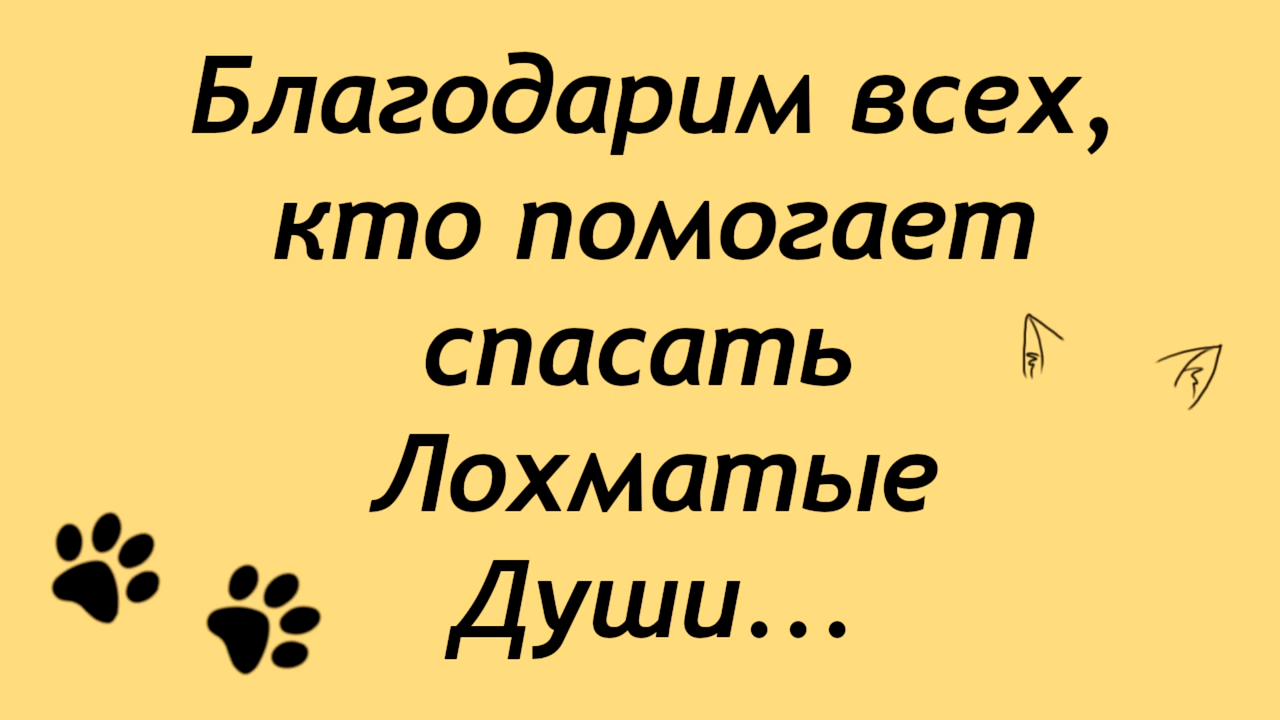 Благодарим всех,
кто помогает
спасать
Лохматые
Души...